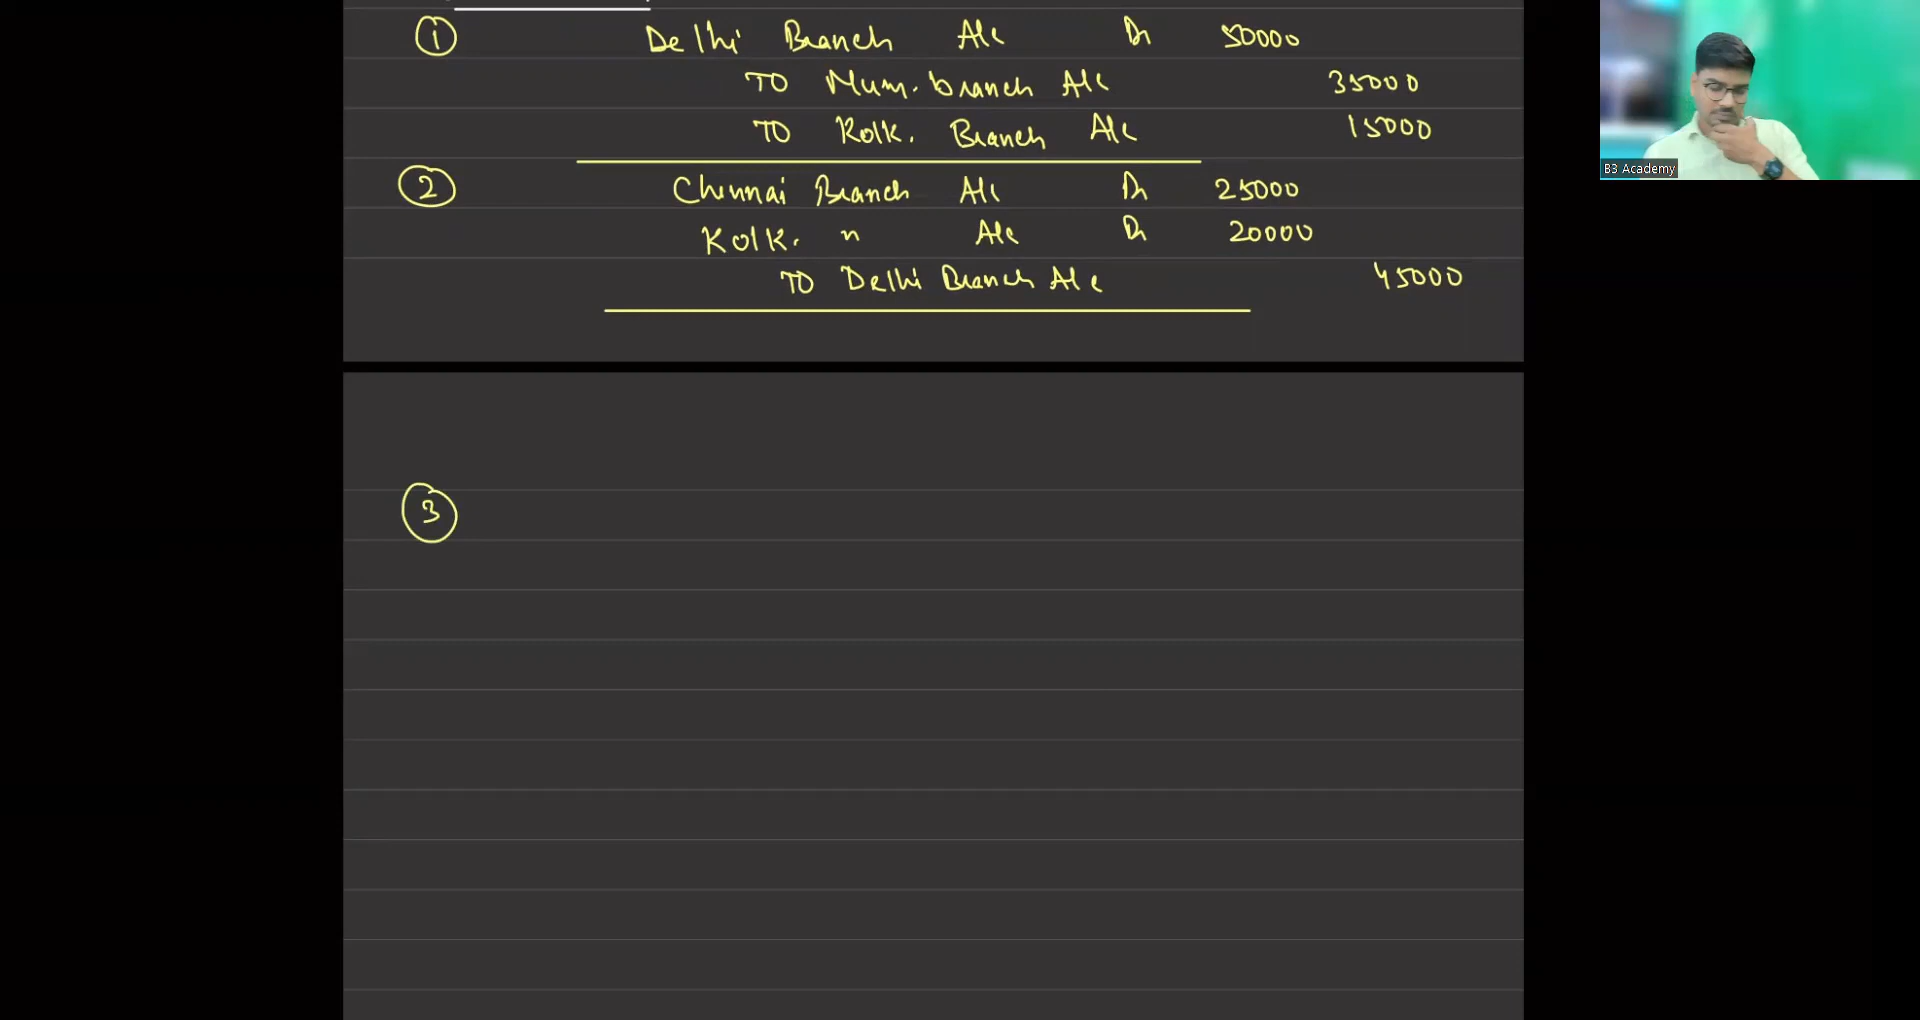 ① Delhi Branch A/c Dr 50000
TO Mum. branch A/c 35000
TO Kolk. Branch A/c 15000
② Chennai Branch A/c Dr 25000
Kolk. " A/c Dr 20000
TO Delhi Branch A/c 45000
③
B3 Academy